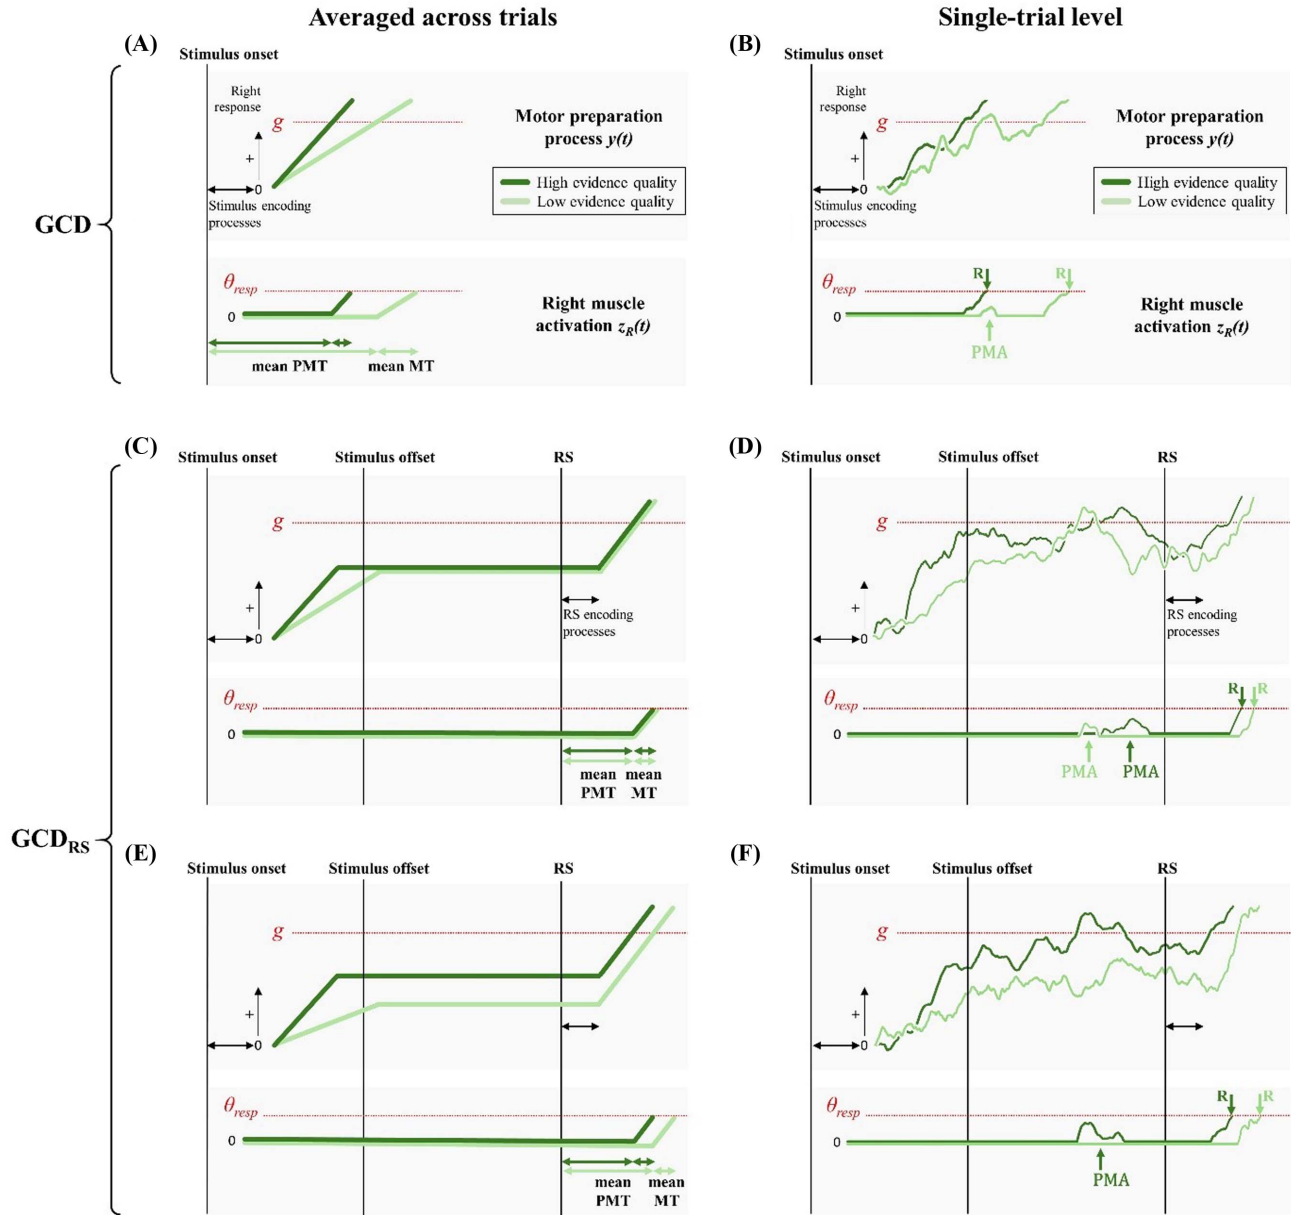 Averaged across trials
Single-trial level
GCD
(A)
Stimulus onset
Right
response
g
+
0
Stimulus encoding
processes
Motor preparation
process y(t)
High evidence quality
Low evidence quality
θresp
0
Right muscle
activation zR(t)
mean PMT
mean MT
(B)
Stimulus onset
Right
response
g
+
0
Stimulus encoding
processes
Motor preparation
process y(t)
High evidence quality
Low evidence quality
θresp
R
R
0
PMA
Right muscle
activation zR(t)
GCDRS
(C)
Stimulus onset
Stimulus offset
RS
g
+
0
RS encoding
processes
θresp
0
mean
PMT
mean
MT
(D)
Stimulus onset
Stimulus offset
RS
g
+
0
RS encoding
processes
θresp
R
R
0
PMA
PMA
(E)
Stimulus onset
Stimulus offset
RS
g
+
0
θresp
0
mean
PMT
mean
MT
(F)
Stimulus onset
Stimulus offset
RS
g
+
0
θresp
R
R
0
PMA